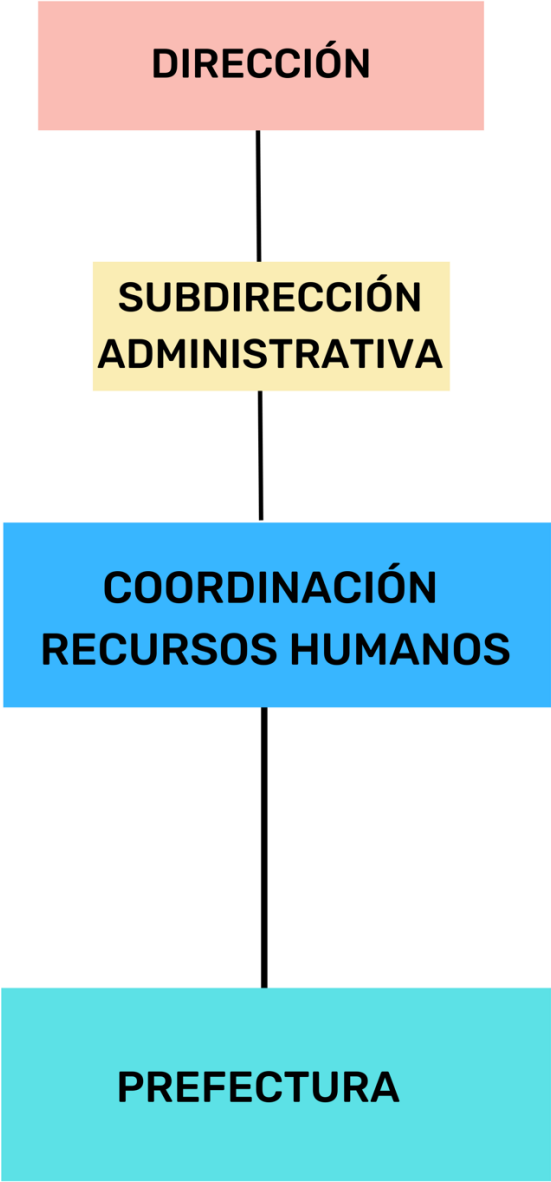 DIRECCIÓN
SUBDIRECCIÓN
ADMINISTRATIVA
COORDINACIÓN
RECURSOS HUMANOS
PREFECTURA